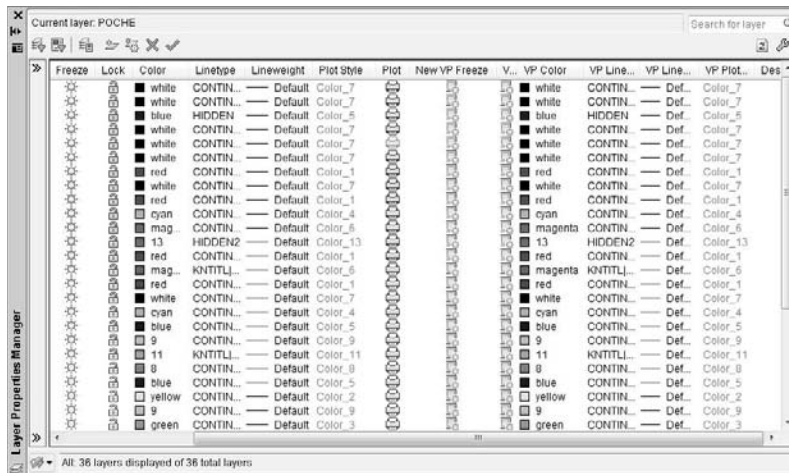 Current layer: POCHE
Search for layer
Freeze Lock Color Linetype Lineweight Plot Style Plot New VP Freeze V... VP Color VP Line... VP Line... VP Plot... Des
white CONTIN... Default Color_7 white CONTIN... Def... Color_7
white CONTIN... Default Color_7 white CONTIN... Def... Color_7
blue HIDDEN Default Color_5 blue HIDDEN Def... Color_5
white CONTIN... Default Color_7 white CONTIN... Def... Color_7
white CONTIN... Default Color_7 white CONTIN... Def... Color_7
white CONTIN... Default Color_7 white CONTIN... Def... Color_7
red CONTIN... Default Color_1 red CONTIN... Def... Color_1
white CONTIN... Default Color_7 white CONTIN... Def... Color_7
red CONTIN... Default Color_1 red CONTIN... Def... Color_1
cyan CONTIN... Default Color_4 cyan CONTIN... Def... Color_4
mag... CONTIN... Default Color_6 magenta CONTIN... Def... Color_6
13 HIDDEN2 Default Color_13 13 HIDDEN2 Def... Color_13
red CONTIN... Default Color_1 red CONTIN... Def... Color_1
mag... KNTITL|... Default Color_6 magenta KNTITL|... Def... Color_6
red CONTIN... Default Color_1 red CONTIN... Def... Color_1
white CONTIN... Default Color_7 white CONTIN... Def... Color_7
cyan CONTIN... Default Color_4 cyan CONTIN... Def... Color_4
blue CONTIN... Default Color_5 blue CONTIN... Def... Color_5
9 CONTIN... Default Color_9 9 CONTIN... Def... Color_9
11 KNTITL|... Default Color_11 11 KNTITL|... Def... Color_11
8 CONTIN... Default Color_8 8 CONTIN... Def... Color_8
blue CONTIN... Default Color_5 blue CONTIN... Def... Color_5
yellow CONTIN... Default Color_2 yellow CONTIN... Def... Color_2
9 CONTIN... Default Color_9 9 CONTIN... Def... Color_9
green CONTIN... Default Color_3 green CONTIN... Def... Color_3
Layer Properties Manager
All: 36 layers displayed of 36 total layers